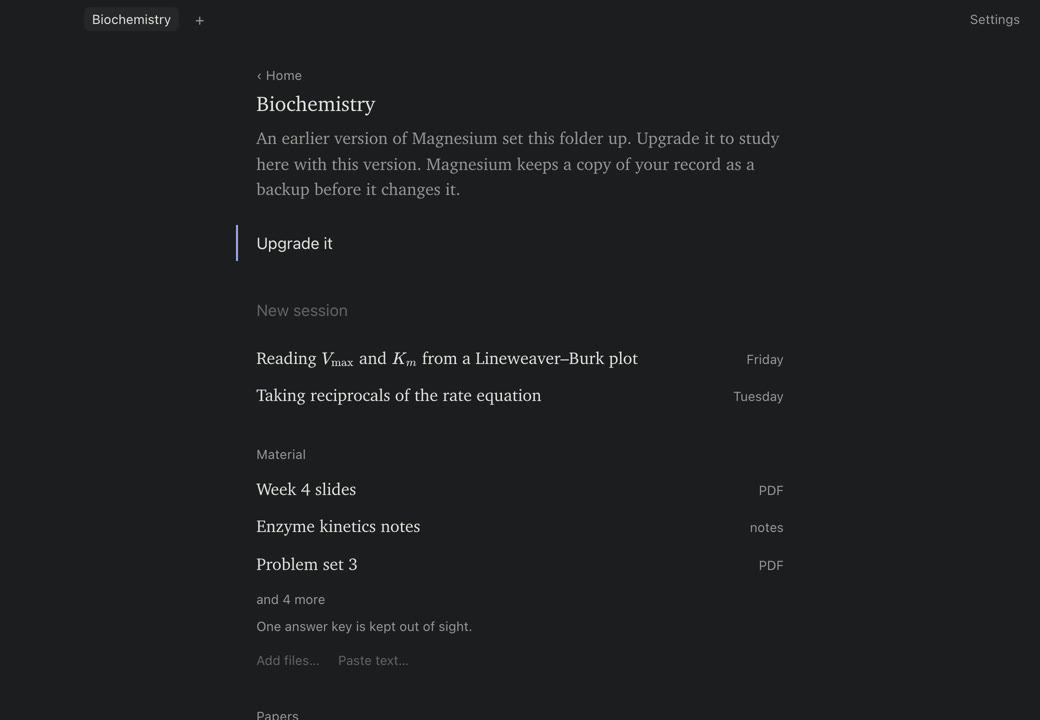 Biochemistry +
Settings
‹ Home
Biochemistry
An earlier version of Magnesium set this folder up. Upgrade it to study
here with this version. Magnesium keeps a copy of your record as a
backup before it changes it.
Upgrade it
New session
Reading V_max and K_m from a Lineweaver–Burk plot Friday
Taking reciprocals of the rate equation Tuesday
Material
Week 4 slides PDF
Enzyme kinetics notes notes
Problem set 3 PDF
and 4 more
One answer key is kept out of sight.
Add files... Paste text...
Papers